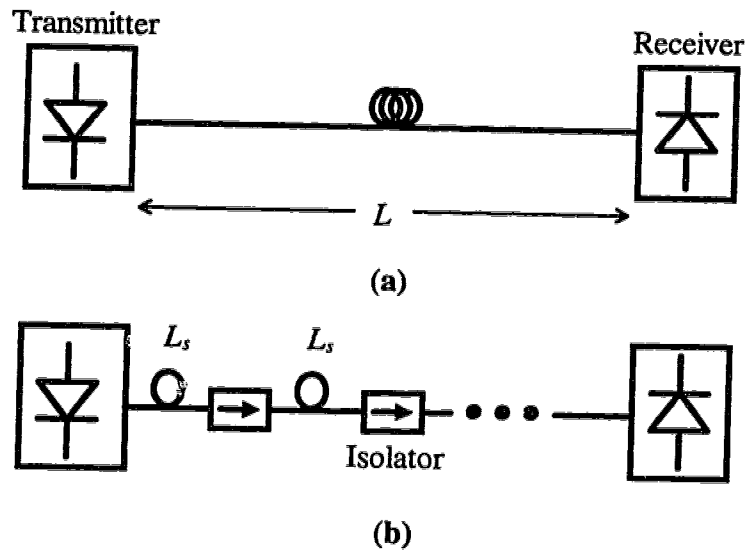 Transmitter
Receiver
L
(a)
Ls
Ls
Isolator
(b)